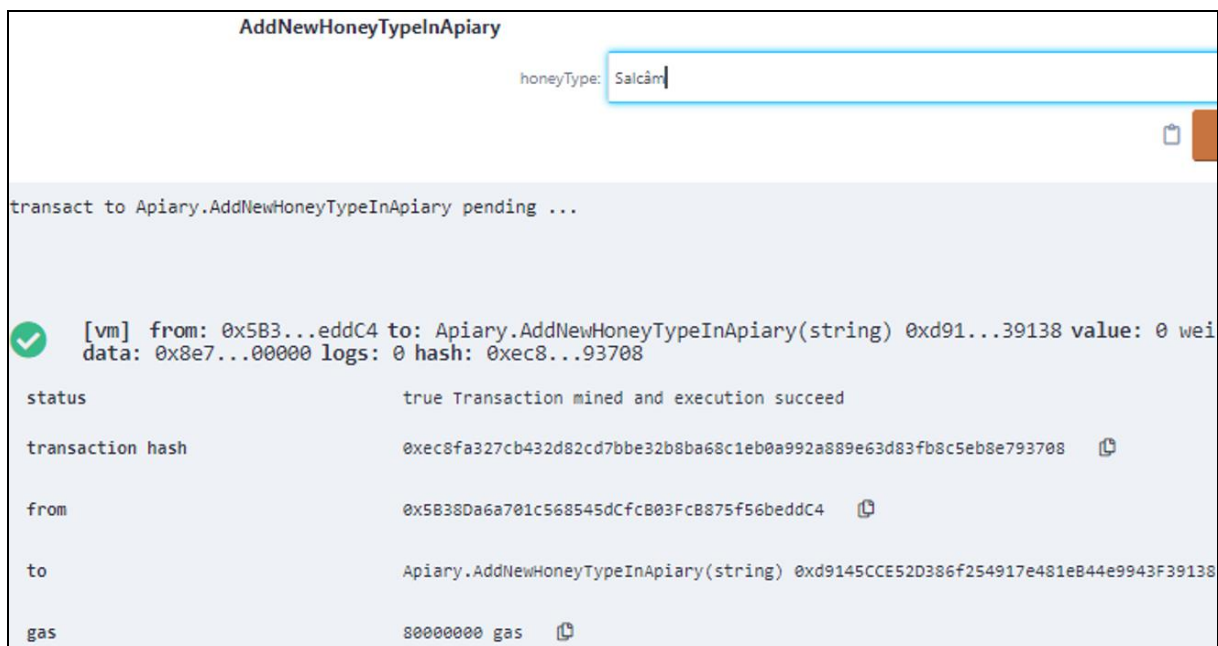 AddNewHoneyTypeInApiary
honeyType: Salcâm
transact to Apiary.AddNewHoneyTypeInApiary pending ...
[vm] from: 0x5B3...eddC4 to: Apiary.AddNewHoneyTypeInApiary(string) 0xd91...39138 value: 0 wei
data: 0x8e7...00000 logs: 0 hash: 0xec8...93708
status true Transaction mined and execution succeed
transaction hash 0xec8fa327cb432d82cd7bbe32b8ba68c1eb0a992a889e63d83fb8c5eb8e793708
from 0x5B38Da6a701c568545dCfcB03FcB875f56beddC4
to Apiary.AddNewHoneyTypeInApiary(string) 0xd9145CCE52D386f254917e481eB44e9943F39138
gas 80000000 gas